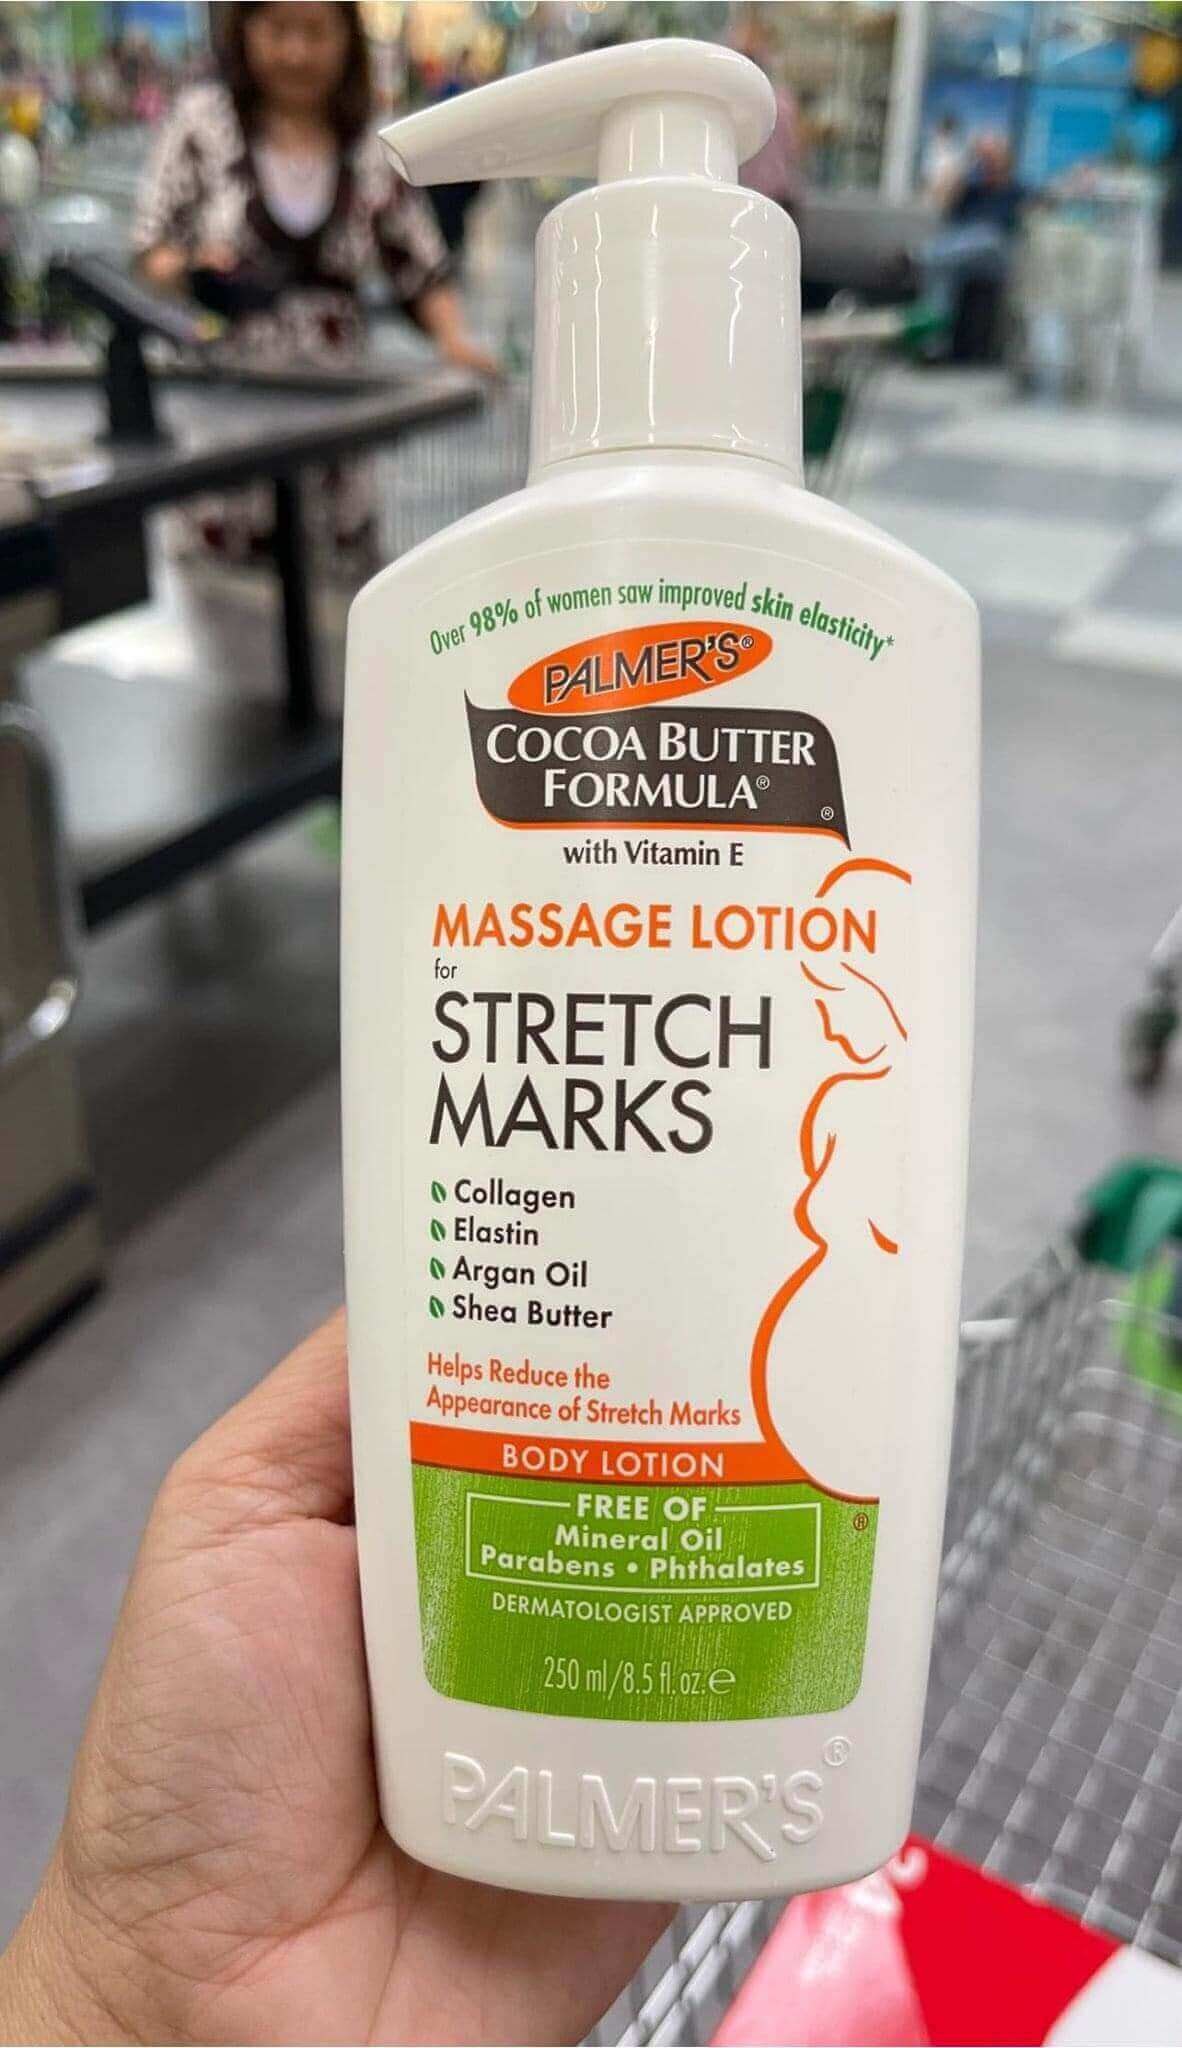 Over 98% of women saw improved skin elasticity*
PALMER'S®
COCOA BUTTER
FORMULA®
®
with Vitamin E
MASSAGE LOTION
for
STRETCH
MARKS
Collagen
Elastin
Argan Oil
Shea Butter
Helps Reduce the
Appearance of Stretch Marks
BODY LOTION
FREE OF
Mineral Oil
Parabens • Phthalates
®
DERMATOLOGIST APPROVED
250 ml/8.5 fl. oz. ℮
PALMER'S®